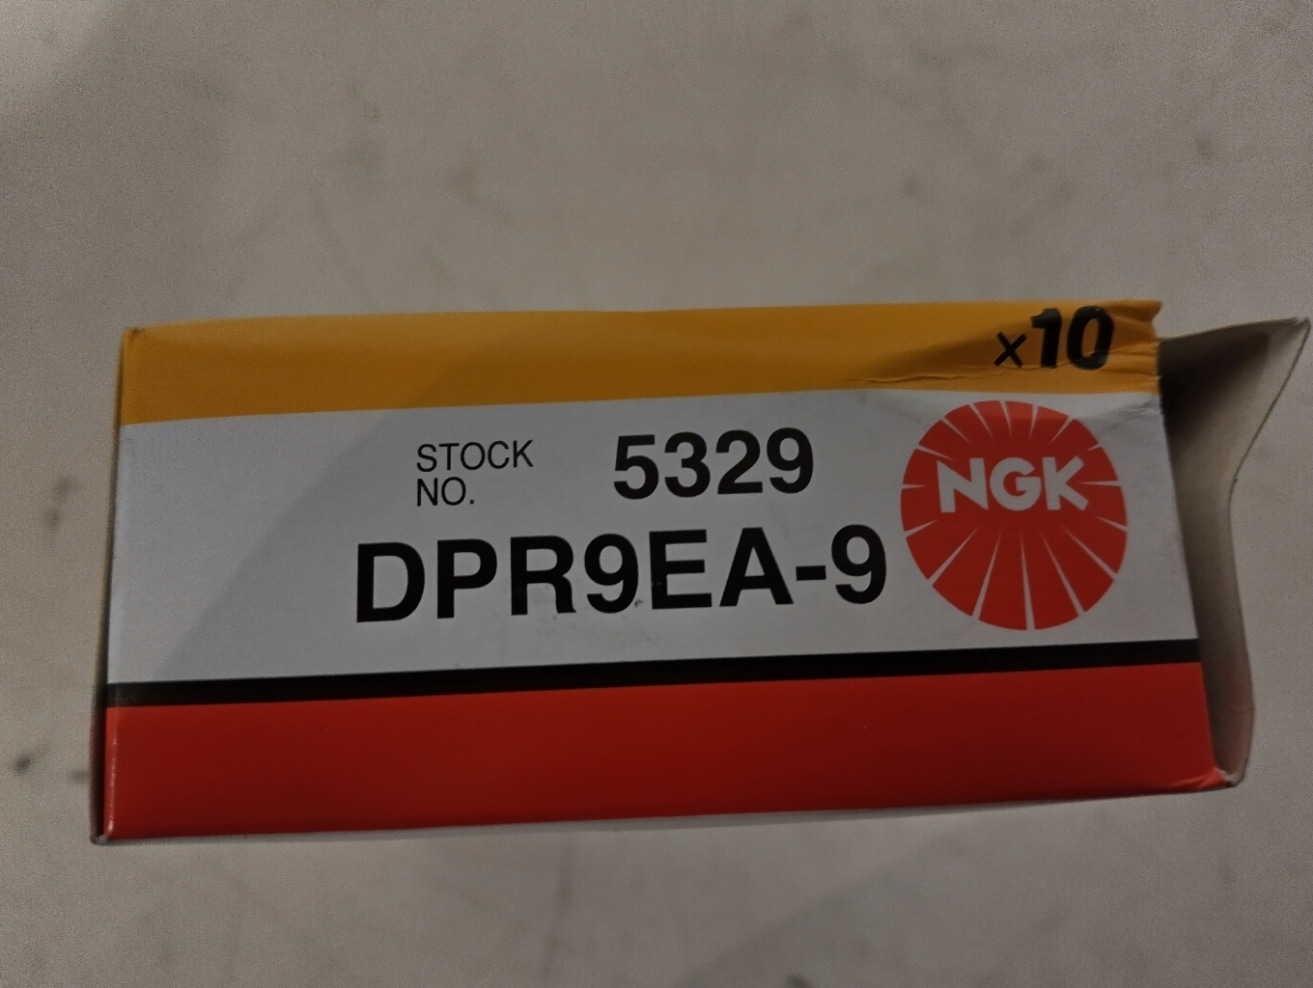 x10
STOCK NO. 5329
DPR9EA-9
NGK